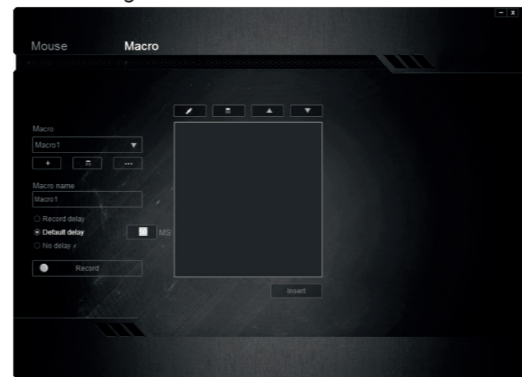 Mouse Macro
Macro
Macro1
Macro name
Macro1
Record delay
Default delay
MS
No delay
Record
Insert